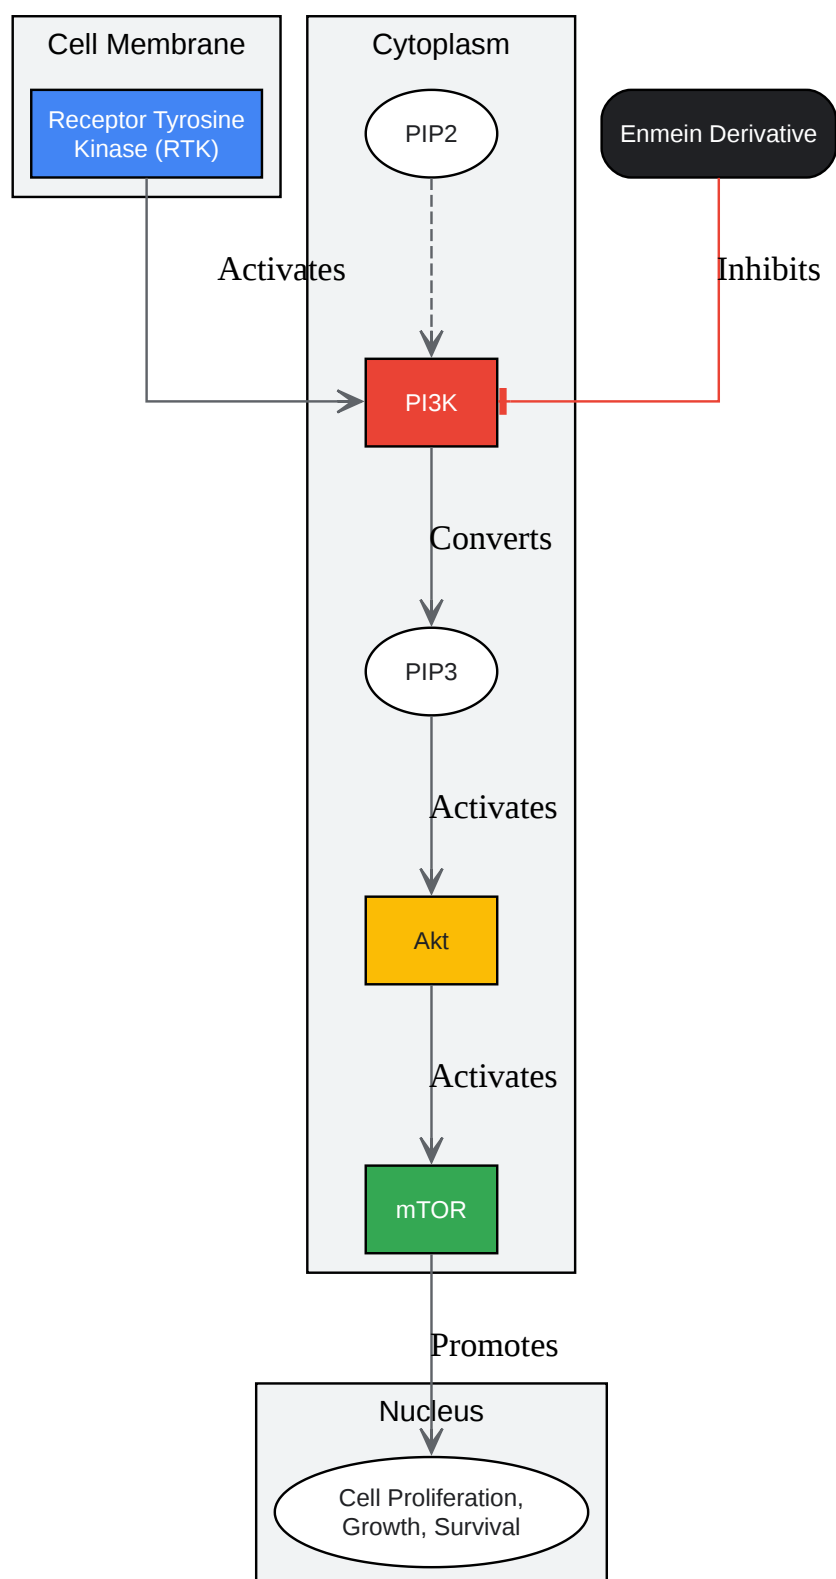 Cell Membrane
Cytoplasm
Receptor Tyrosine
Kinase (RTK)
PIP2
Enmein Derivative
Activates
Inhibits
PI3K
Converts
PIP3
Activates
Akt
Activates
mTOR
Promotes
Nucleus
Cell Proliferation,
Growth, Survival